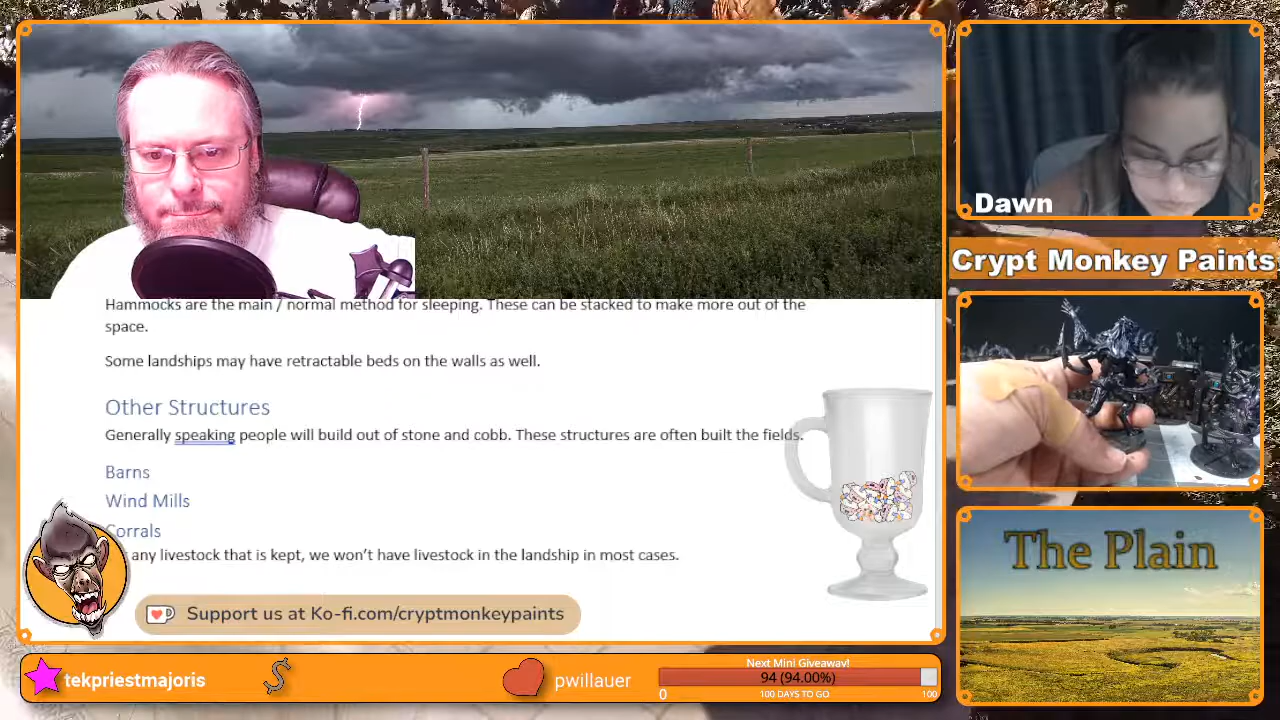 Hammocks are the main / normal method for sleeping. These can be stacked to make more out of the
space.
Some landships may have retractable beds on the walls as well.
Other Structures
Generally speaking people will build out of stone and cobb. These structures are often built the fields.
Barns
Wind Mills
Corrals
any livestock that is kept, we won't have livestock in the landship in most cases.
Support us at Ko-fi.com/cryptmonkeypaints
tekpriestmajoris
pwillauer
Next Mini Giveaway!
94 (94.00%)
0
100 DAYS TO GO
100
Dawn
Crypt Monkey Paints
The Plain